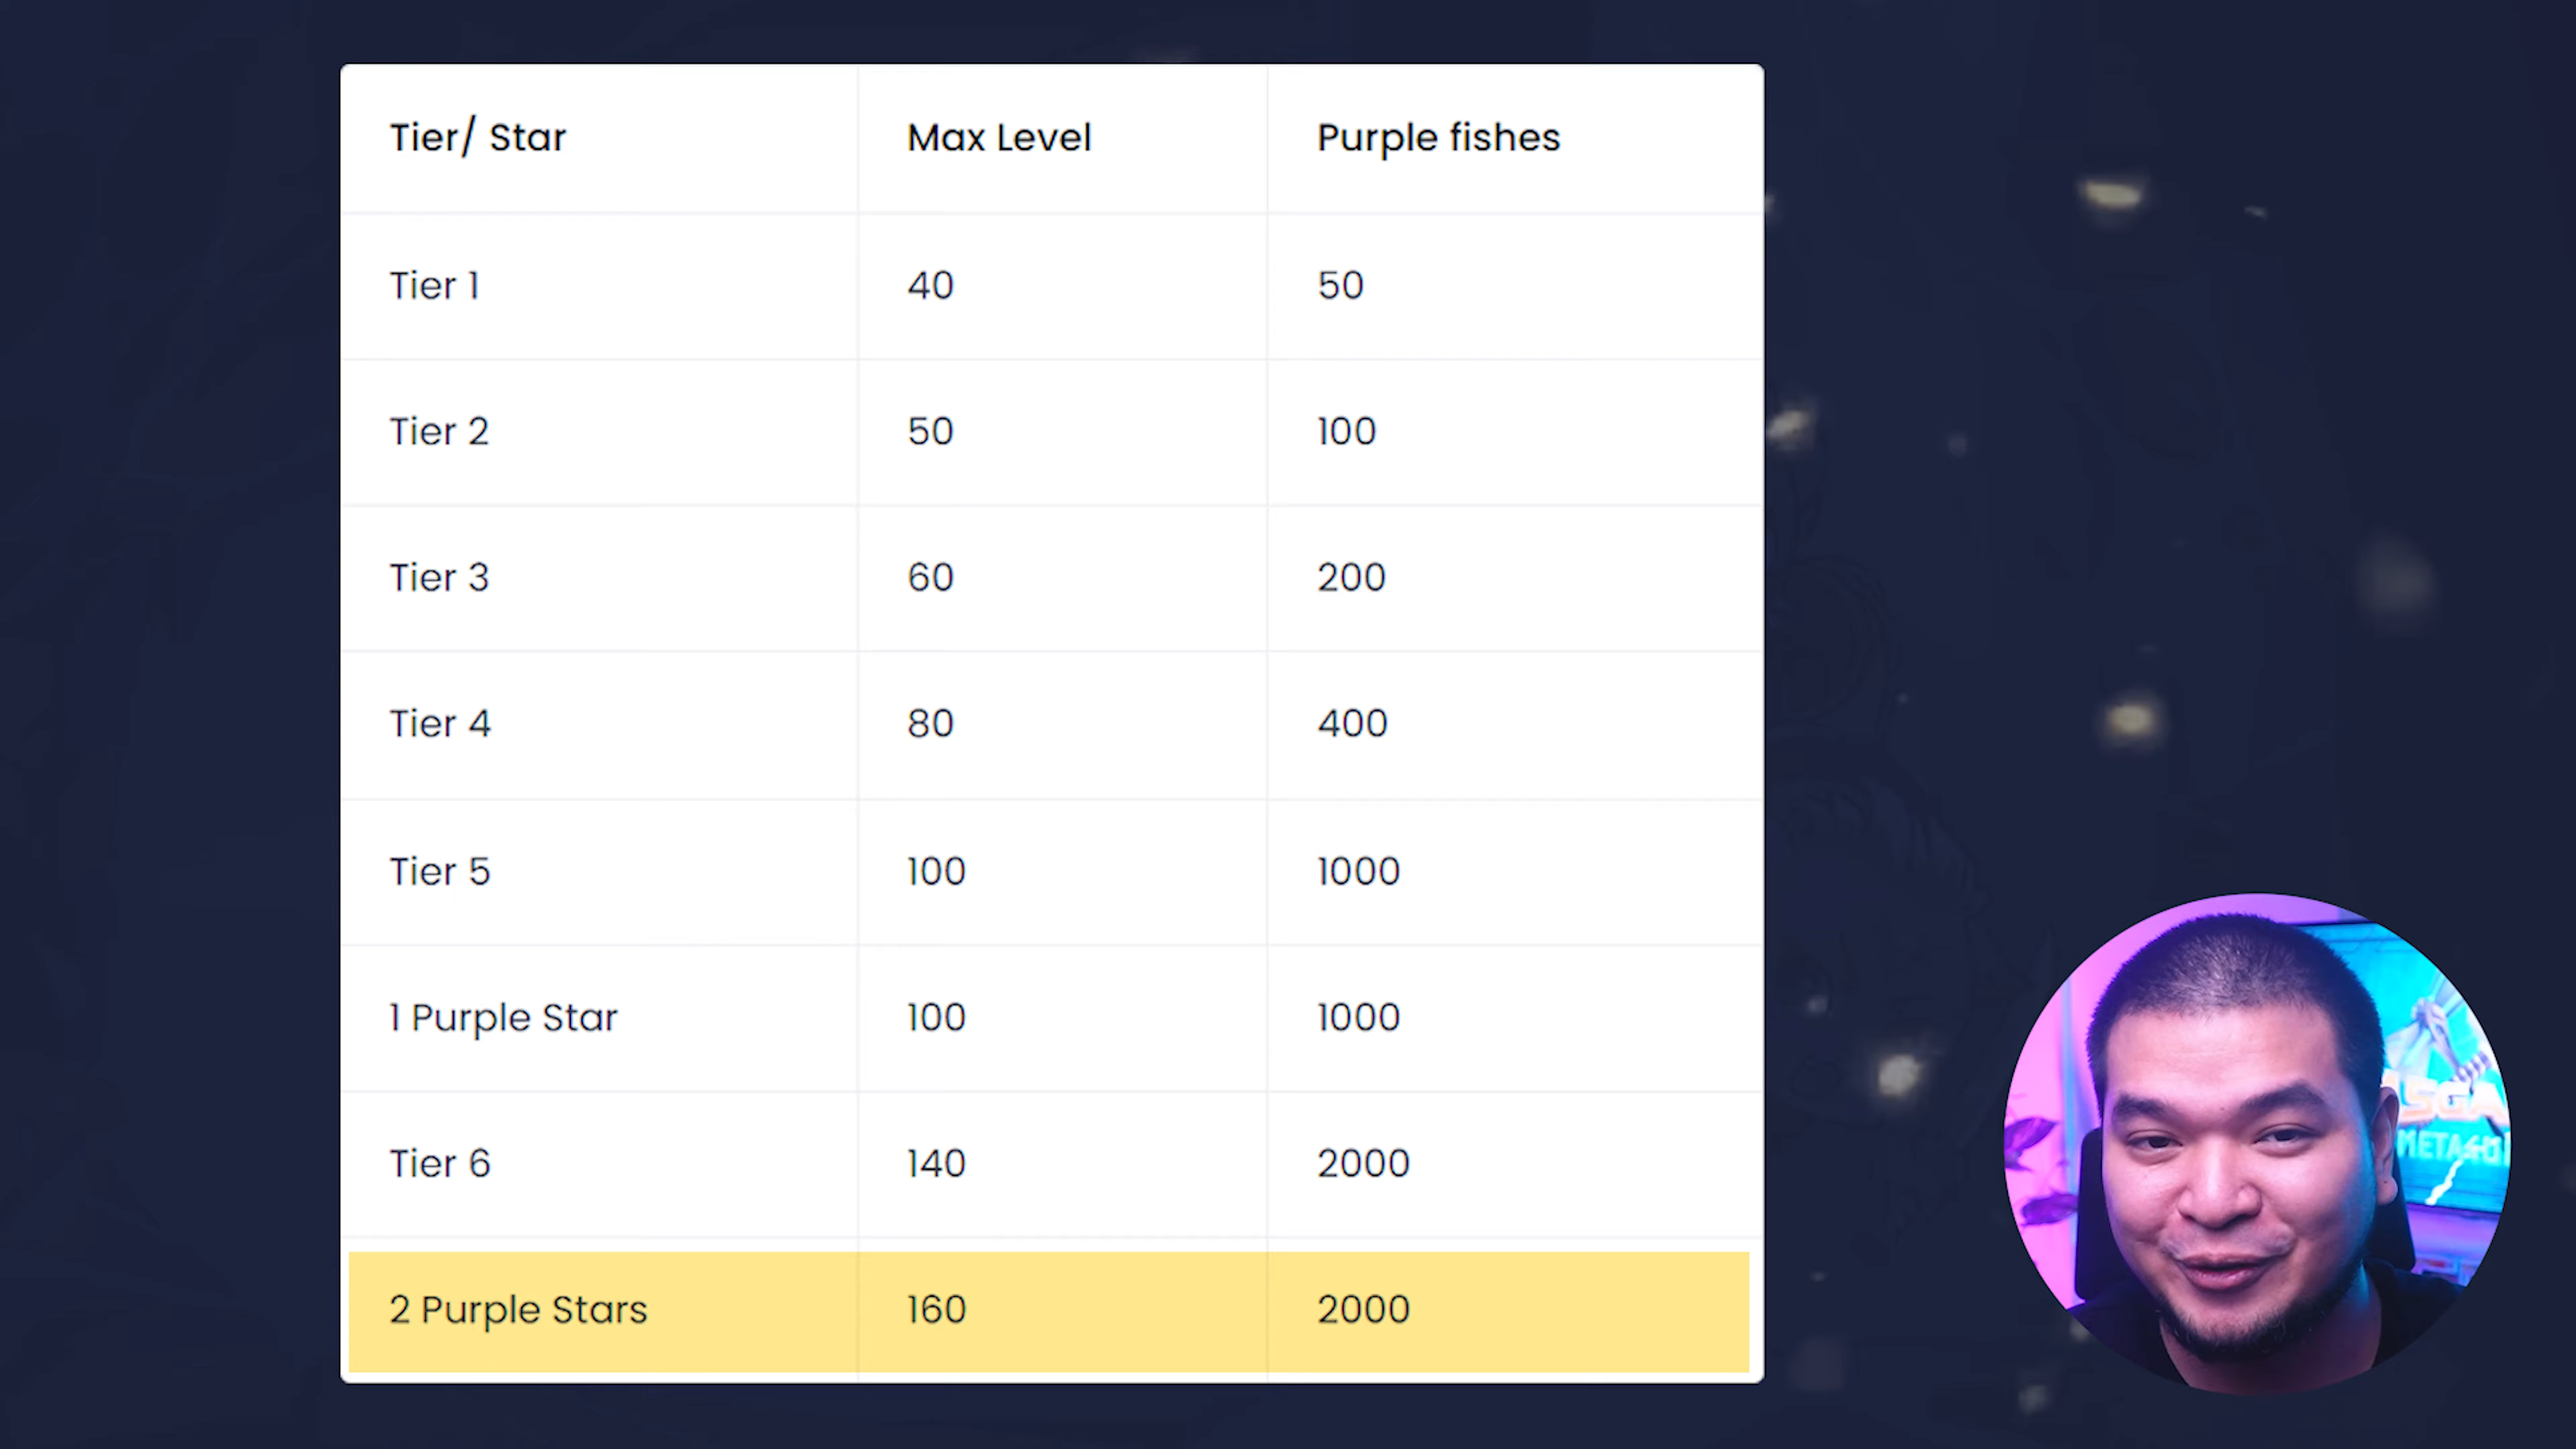 Tier/ Star Max Level Purple fishes
Tier 1 40 50
Tier 2 50 100
Tier 3 60 200
Tier 4 80 400
Tier 5 100 1000
1 Purple Star 100 1000
Tier 6 140 2000
2 Purple Stars 160 2000